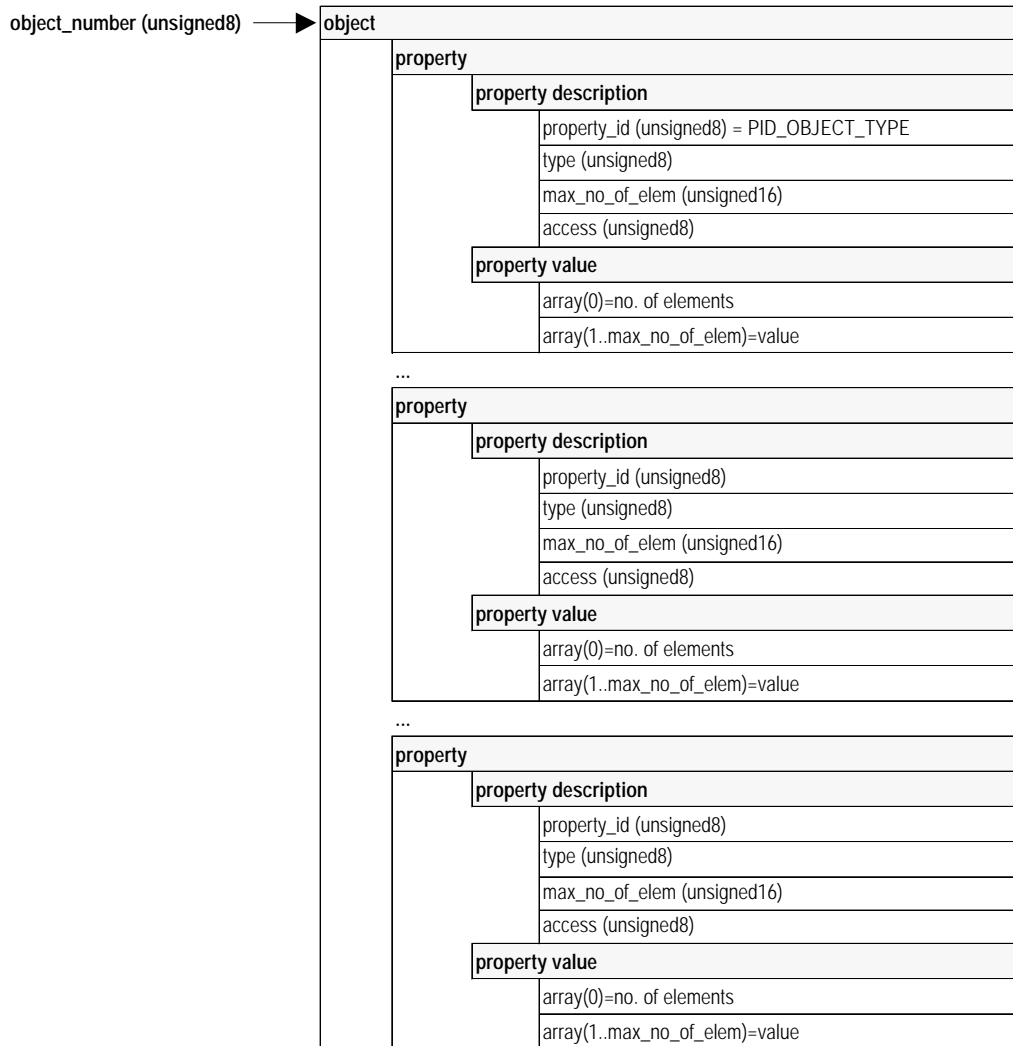 object_number (unsigned8)
object
property
property description
property_id (unsigned8) = PID_OBJECT_TYPE
type (unsigned8)
max_no_of_elem (unsigned16)
access (unsigned8)
property value
array(0)=no. of elements
array(1..max_no_of_elem)=value
...
property
property description
property_id (unsigned8)
type (unsigned8)
max_no_of_elem (unsigned16)
access (unsigned8)
property value
array(0)=no. of elements
array(1..max_no_of_elem)=value
...
property
property description
property_id (unsigned8)
type (unsigned8)
max_no_of_elem (unsigned16)
access (unsigned8)
property value
array(0)=no. of elements
array(1..max_no_of_elem)=value